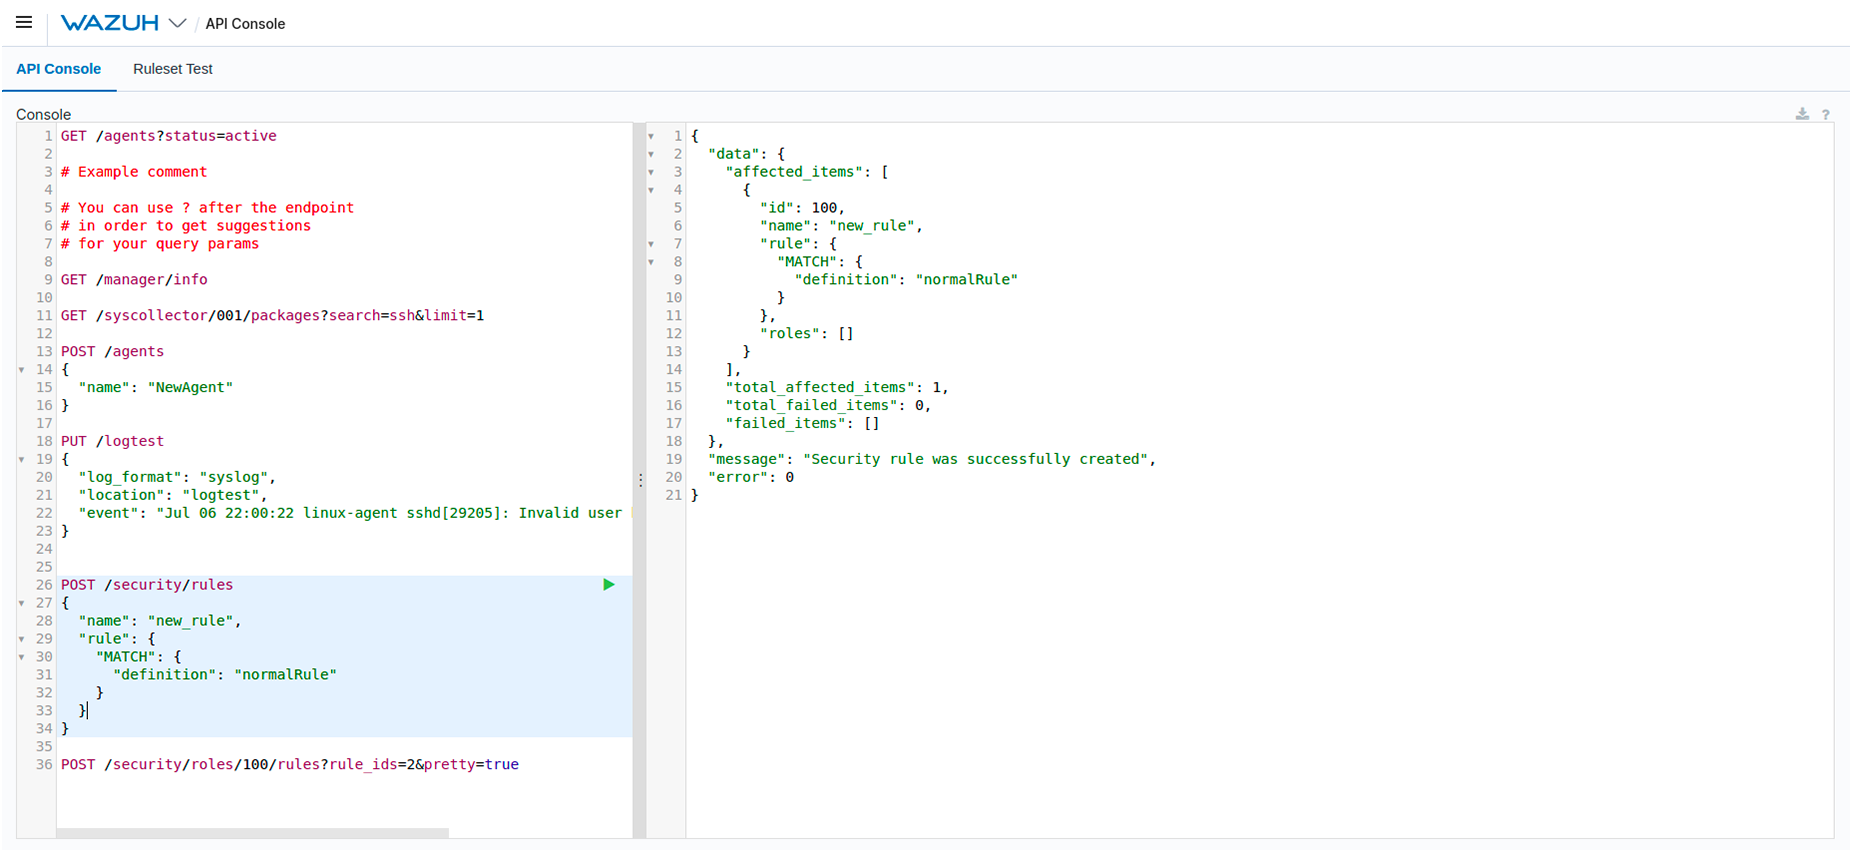 WAZUH / API Console
API Console Ruleset Test
Console
?
1 GET /agents?status=active
2
3 # Example comment
4
5 # You can use ? after the endpoint
6 # in order to get suggestions
7 # for your query params
8
9 GET /manager/info
10
11 GET /syscollector/001/packages?search=ssh&limit=1
12
13 POST /agents
14 {
15   "name": "NewAgent"
16 }
17
18 PUT /logtest
19 {
20   "log_format": "syslog",
21   "location": "logtest",
22   "event": "Jul 06 22:00:22 linux-agent sshd[29205]: Invalid user
23 }
24
25
26 POST /security/rules
27 {
28   "name": "new_rule",
29   "rule": {
30     "MATCH": {
31       "definition": "normalRule"
32     }
33   }
34 }
35
36 POST /security/roles/100/rules?rule_ids=2&pretty=true
1 {
2   "data": {
3     "affected_items": [
4       {
5         "id": 100,
6         "name": "new_rule",
7         "rule": {
8           "MATCH": {
9             "definition": "normalRule"
10           }
11         },
12         "roles": []
13       }
14     ],
15     "total_affected_items": 1,
16     "total_failed_items": 0,
17     "failed_items": []
18   },
19   "message": "Security rule was successfully created",
20   "error": 0
21 }